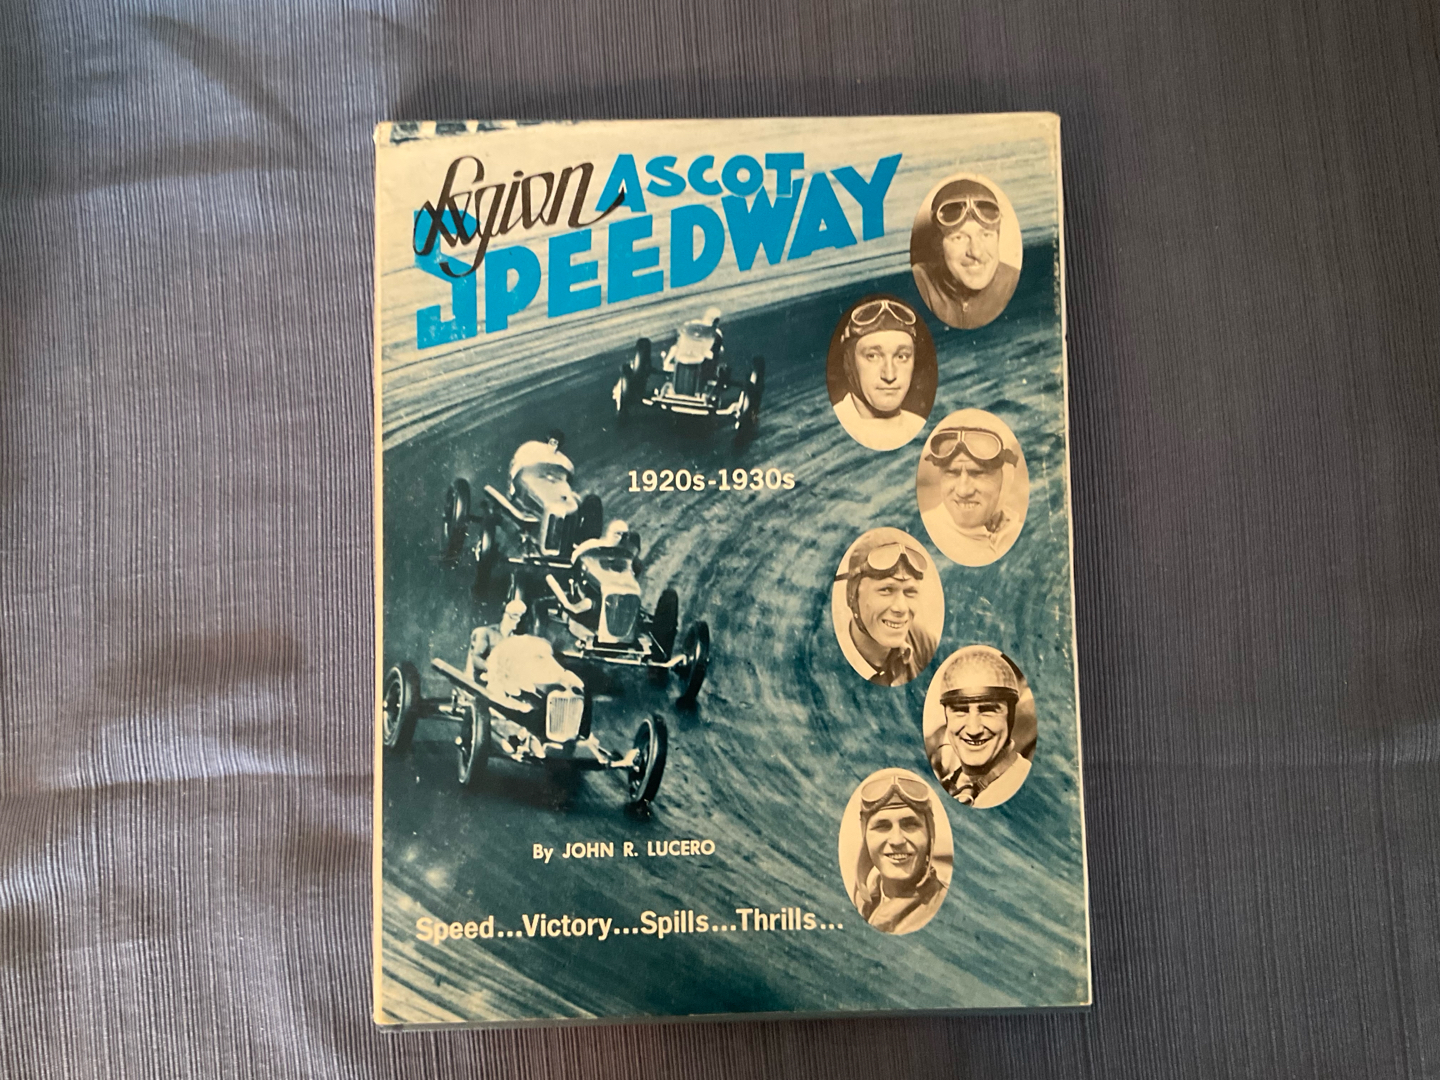 Legion ASCOT
SPEEDWAY
1920s-1930s
By JOHN R. LUCERO
Speed...Victory...Spills...Thrills...